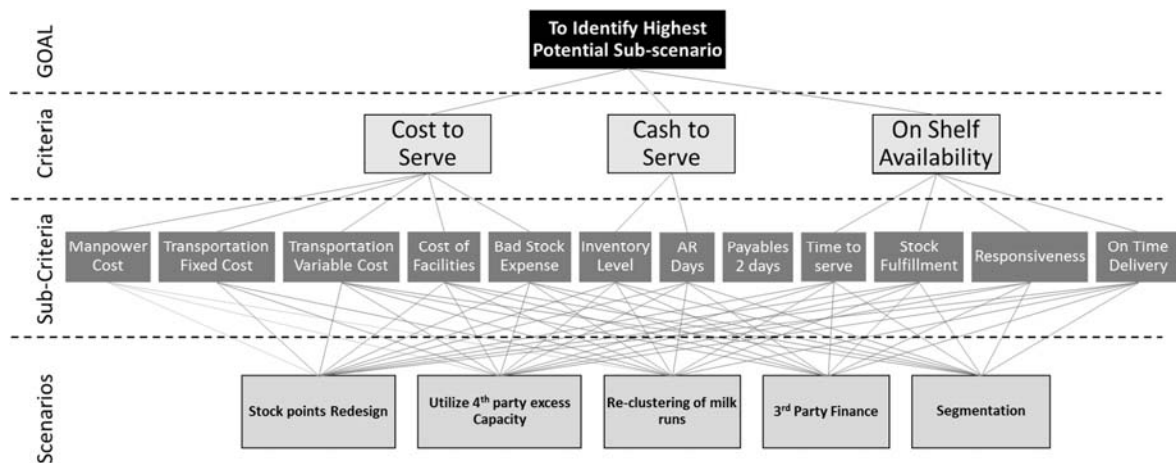 GOAL
To Identify Highest
Potential Sub-scenario
Criteria
Cost to
Serve
Cash to
Serve
On Shelf
Availability
Sub-Criteria
Manpower
Cost
Transportation
Fixed Cost
Transportation
Variable Cost
Cost of
Facilities
Bad Stock
Expense
Inventory
Level
AR
Days
Payables
2 days
Time to
serve
Stock
Fulfillment
Responsiveness
On Time
Delivery
Scenarios
Stock points Redesign
Utilize 4th party excess
Capacity
Re-clustering of milk
runs
3rd Party Finance
Segmentation